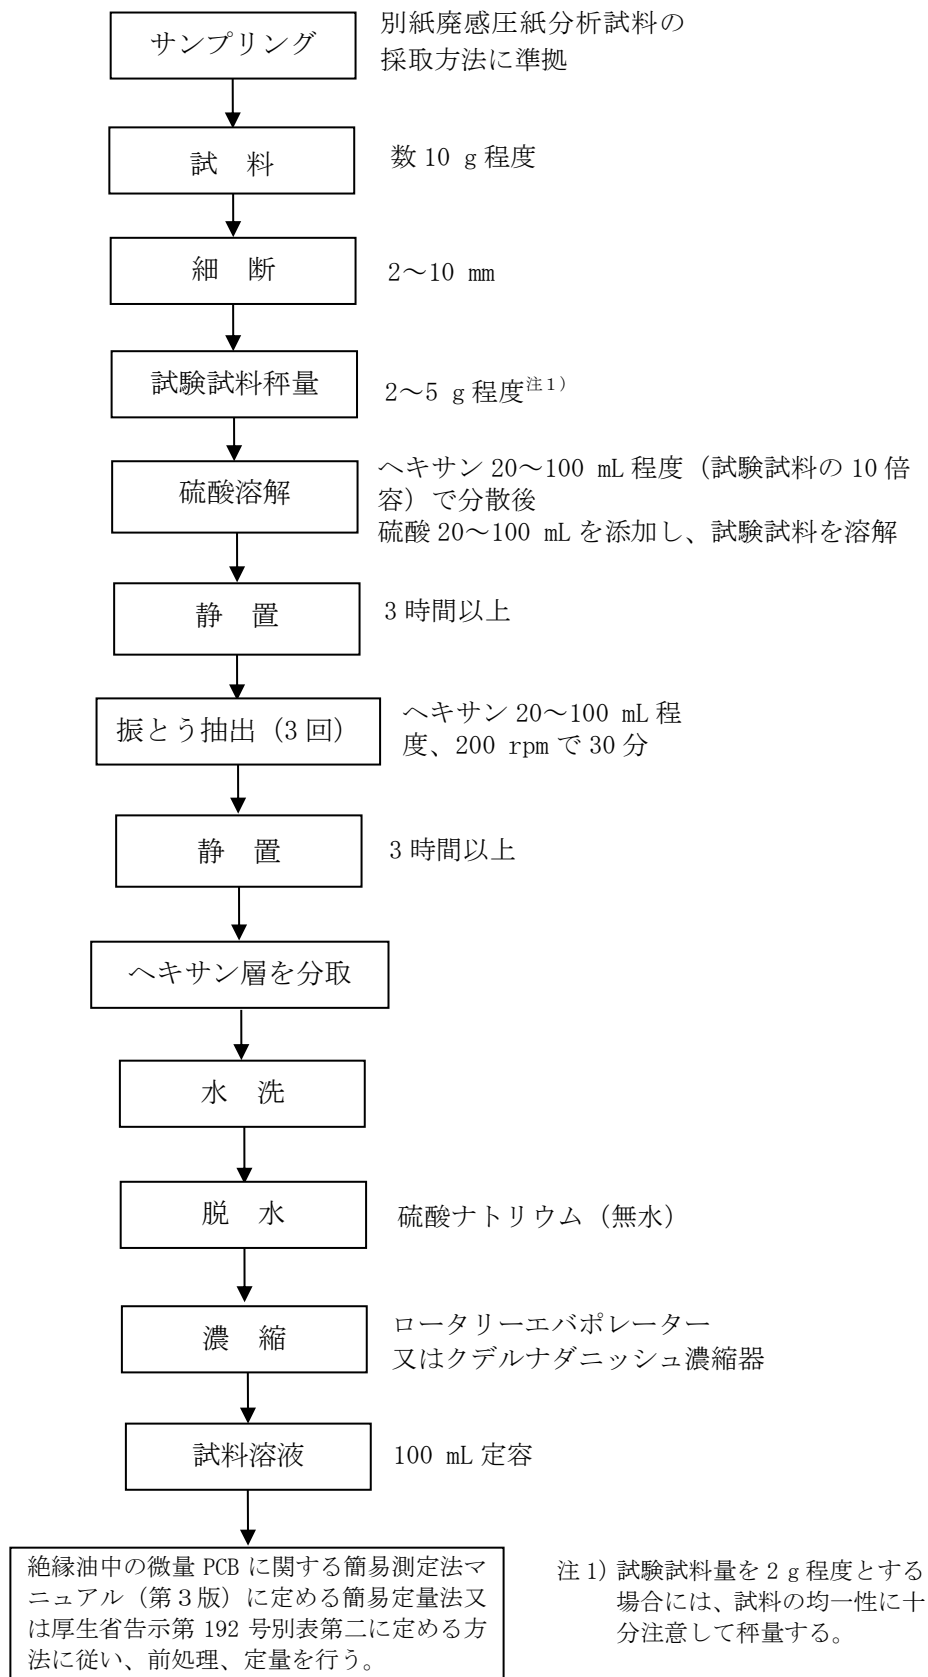 サンプリング
別紙廃感圧紙分析試料の
採取方法に準拠
試　料
数 10 g 程度
細　断
2～10 mm
試験試料秤量
2～5 g 程度注1)
硫酸溶解
ヘキサン 20～100 mL 程度（試験試料の 10 倍
容）で分散後
硫酸 20～100 mL を添加し、試験試料を溶解
静　置
3 時間以上
振とう抽出（3 回）
ヘキサン 20～100 mL 程
度、200 rpm で 30 分
静　置
3 時間以上
ヘキサン層を分取
水　洗
脱　水
硫酸ナトリウム（無水）
濃　縮
ロータリーエバポレーター
又はクデルナダニッシュ濃縮器
試料溶液
100 mL 定容
絶縁油中の微量 PCB に関する簡易測定法マ
ニュアル（第３版）に定める簡易定量法又
は厚生省告示第 192 号別表第二に定める方
法に従い、前処理、定量を行う。
注 1) 試験試料量を 2 g 程度とする
場合には、試料の均一性に十
分注意して秤量する。